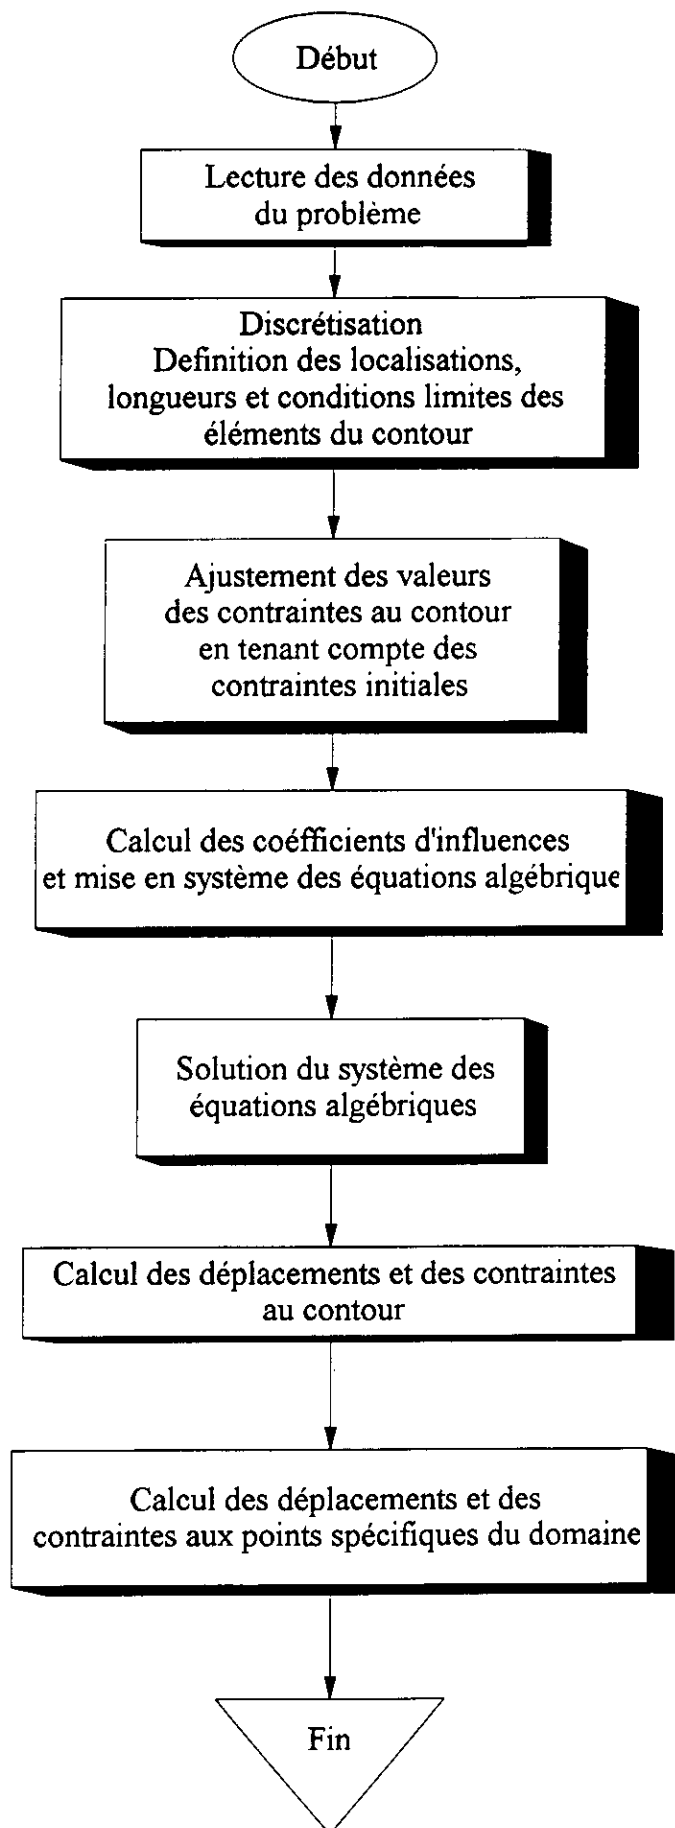 Début
Lecture des données
du problème
Discrétisation
Definition des localisations,
longueurs et conditions limites des
éléments du contour
Ajustement des valeurs
des contraintes au contour
en tenant compte des
contraintes initiales
Calcul des coéfficients d'influences
et mise en système des équations algébrique
Solution du système des
équations algébriques
Calcul des déplacements et des contraintes
au contour
Calcul des déplacements et des
contraintes aux points spécifiques du domaine
Fin